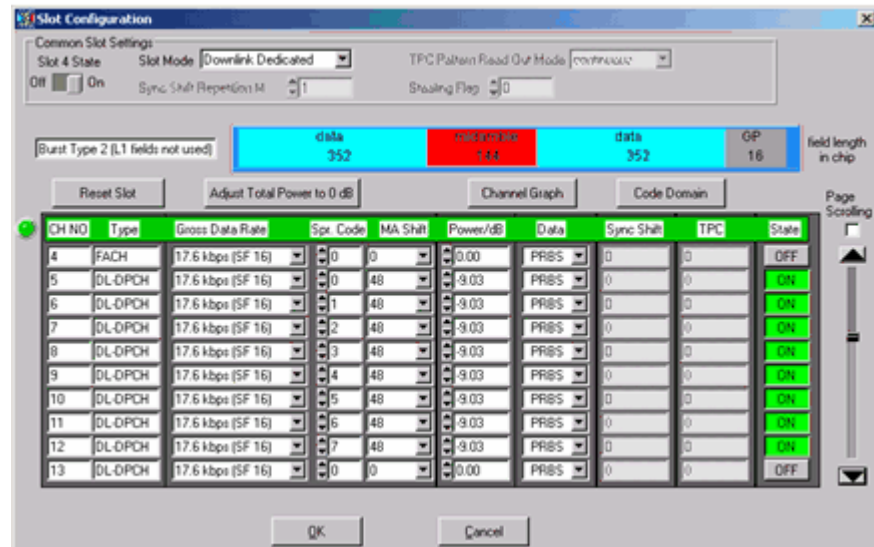 Slot Configuration
Common Slot Settings
Slot 4 State
Slot Mode Downlink Dedicated
TPC Pattern Read Out Mode continuous
Off On
Sync Shift Repetition M 1
Stealing Flag 0
Burst Type 2 (L1 fields not used)
data 352
midamble 144
data 352
GP 16
field length in chip
Reset Slot
Adjust Total Power to 0 dB
Channel Graph
Code Domain
Page Scrolling
CH NO Type Gross Data Rate Spr. Code MA Shift Power/dB Data Sync Shift TPC State
4 FACH 17.6 kbps (SF 16) 0 0 0.00 PRBS 0 0 OFF
5 DL-DPCH 17.6 kbps (SF 16) 0 48 -9.03 PRBS 0 0 ON
6 DL-DPCH 17.6 kbps (SF 16) 1 48 -9.03 PRBS 0 0 ON
7 DL-DPCH 17.6 kbps (SF 16) 2 48 -9.03 PRBS 0 0 ON
8 DL-DPCH 17.6 kbps (SF 16) 3 48 -9.03 PRBS 0 0 ON
9 DL-DPCH 17.6 kbps (SF 16) 4 48 -9.03 PRBS 0 0 ON
10 DL-DPCH 17.6 kbps (SF 16) 5 48 -9.03 PRBS 0 0 ON
11 DL-DPCH 17.6 kbps (SF 16) 6 48 -9.03 PRBS 0 0 ON
12 DL-DPCH 17.6 kbps (SF 16) 7 48 -9.03 PRBS 0 0 ON
13 DL-DPCH 17.6 kbps (SF 16) 0 0 0.00 PRBS 0 0 OFF
OK
Cancel